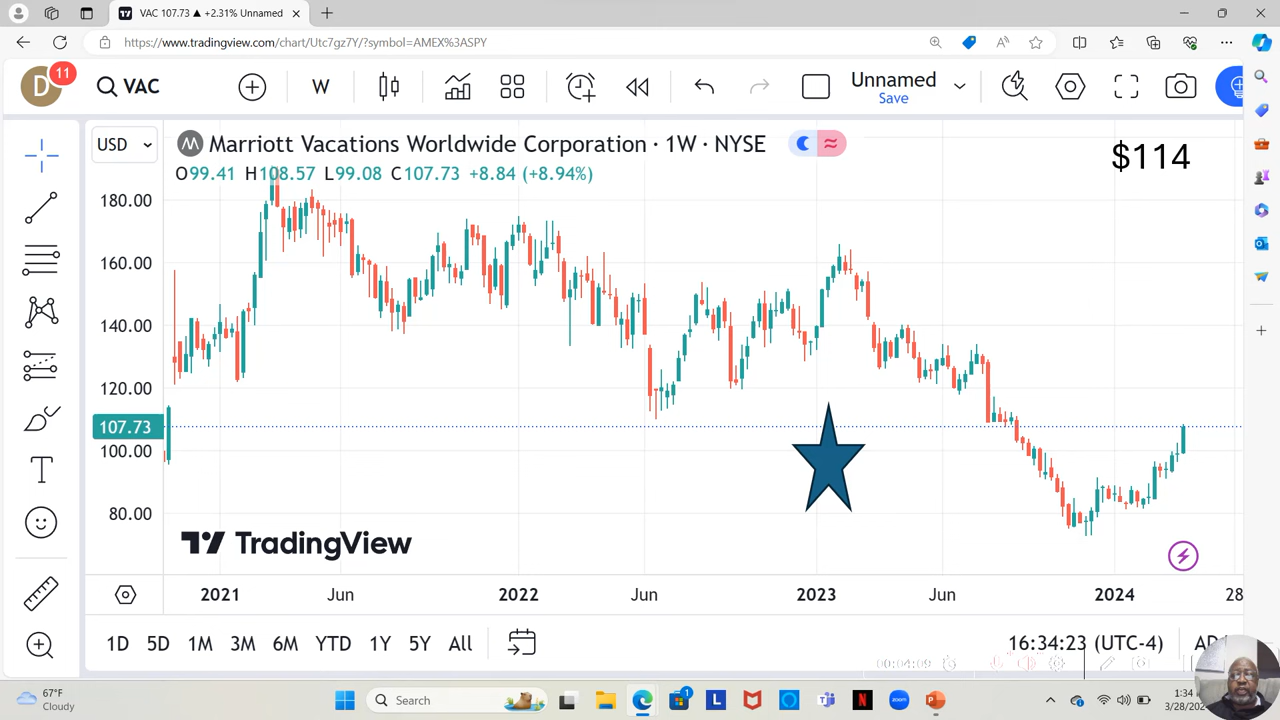 VAC 107.73 ▲ +2.31% Unnamed
https://www.tradingview.com/chart/Utc7gz7Y/?symbol=AMEX%3ASPY
D 11 VAC W Unnamed
Save
USD
Marriott Vacations Worldwide Corporation · 1W · NYSE
$114
O99.41 H108.57 L99.08 C107.73 +8.84 (+8.94%)
180.00
160.00
140.00
120.00
107.73
100.00
80.00
TradingView
2021 Jun 2022 Jun 2023 Jun 2024 28
1D 5D 1M 3M 6M YTD 1Y 5Y All 16:34:23 (UTC-4)
00:04:09
67°F
Cloudy
Search
1:34
3/28